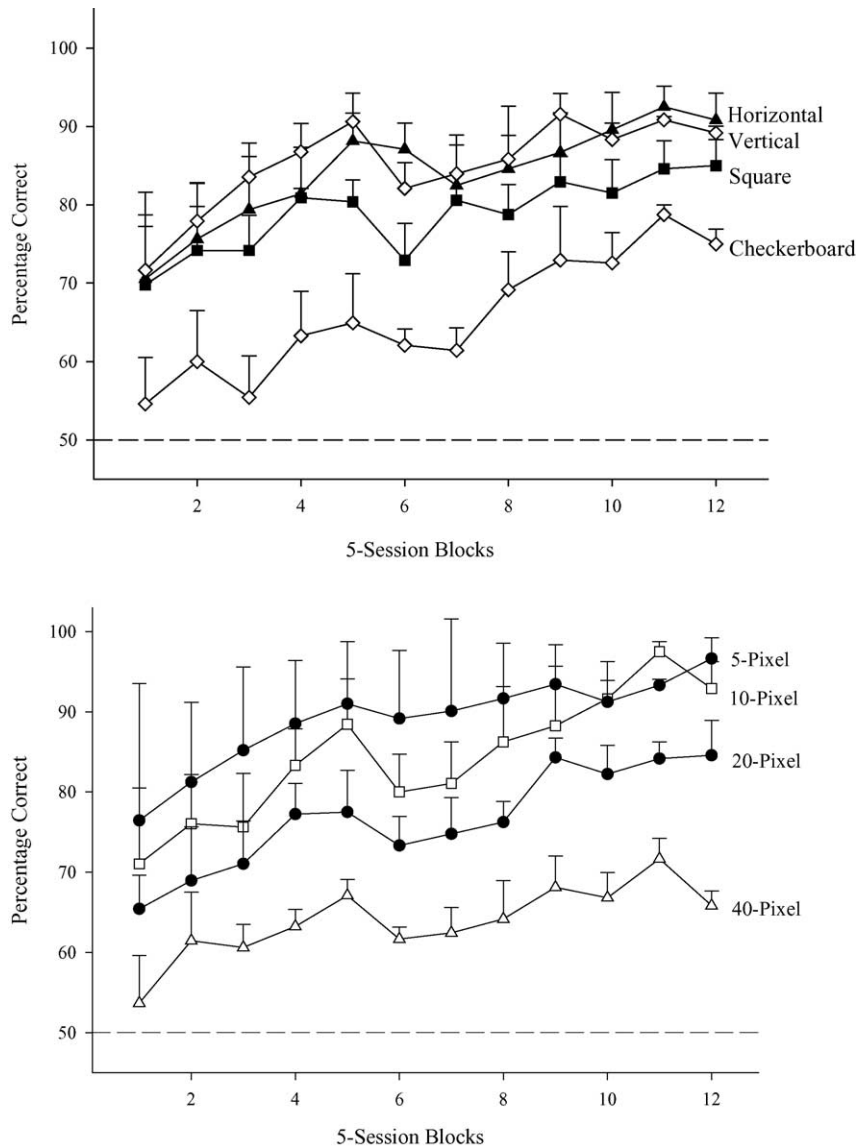 100
90
80
70
60
50
Percentage Correct
Horizontal
Vertical
Square
Checkerboard
2 4 6 8 10 12
5-Session Blocks
100
90
80
70
60
50
Percentage Correct
5-Pixel
10-Pixel
20-Pixel
40-Pixel
2 4 6 8 10 12
5-Session Blocks